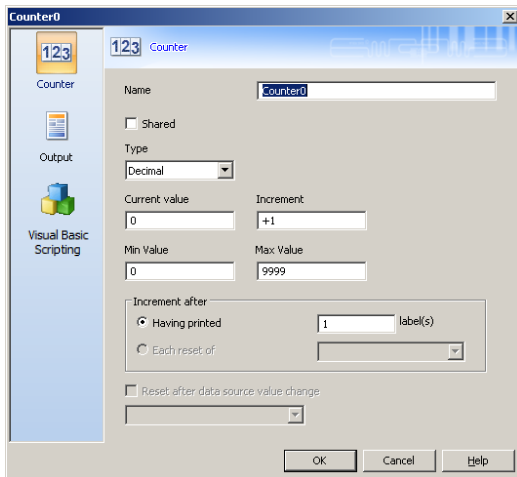 Counter0
123
Counter
Output
Visual Basic
Scripting
123 Counter
Name
Counter0
Shared
Type
Decimal
Current value
Increment
0
+1
Min Value
Max Value
0
9999
Increment after
Having printed
1
label(s)
Each reset of
Reset after data source value change
OK
Cancel
Help